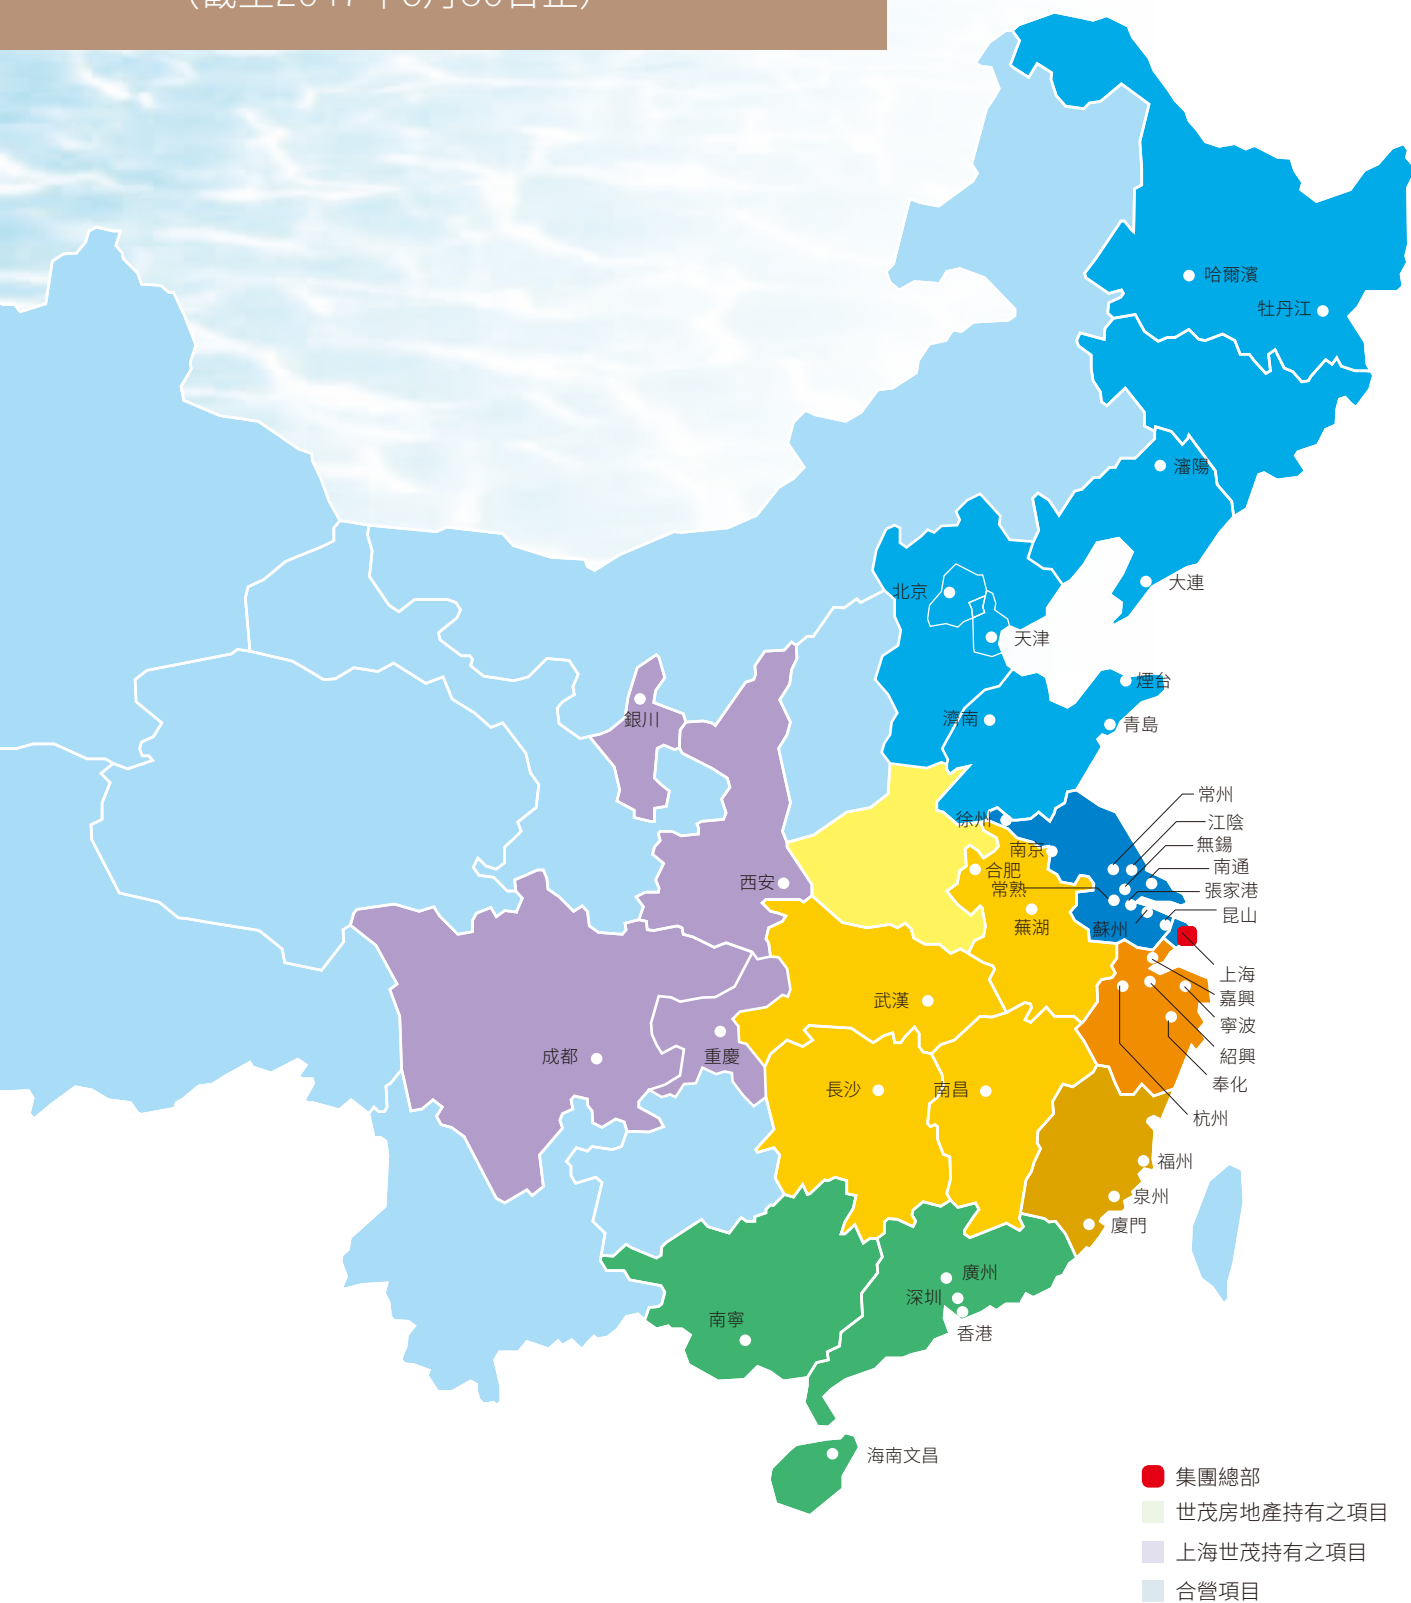 哈爾濱
牡丹江
瀋陽
大連
北京
天津
煙台
濟南
青島
銀川
常州
徐州
江陰
無錫
南京
南通
合肥
西安
常熟
張家港
昆山
蕪湖
蘇州
上海
武漢
嘉興
寧波
成都
重慶
紹興
長沙
南昌
奉化
杭州
福州
泉州
廈門
廣州
深圳
南寧
香港
海南文昌
集團總部
世茂房地產持有之項目
上海世茂持有之項目
合營項目